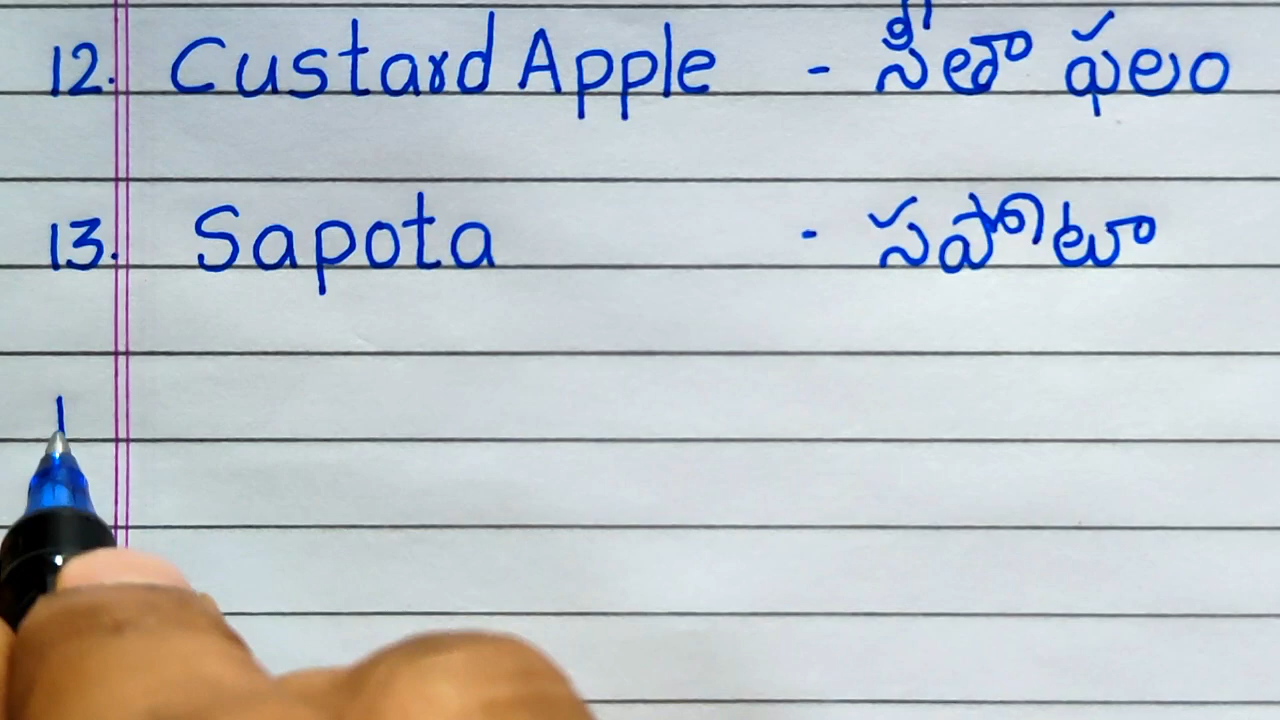 12. Custard Apple - సీతా ఫలం
13. Sapota - సపోటా